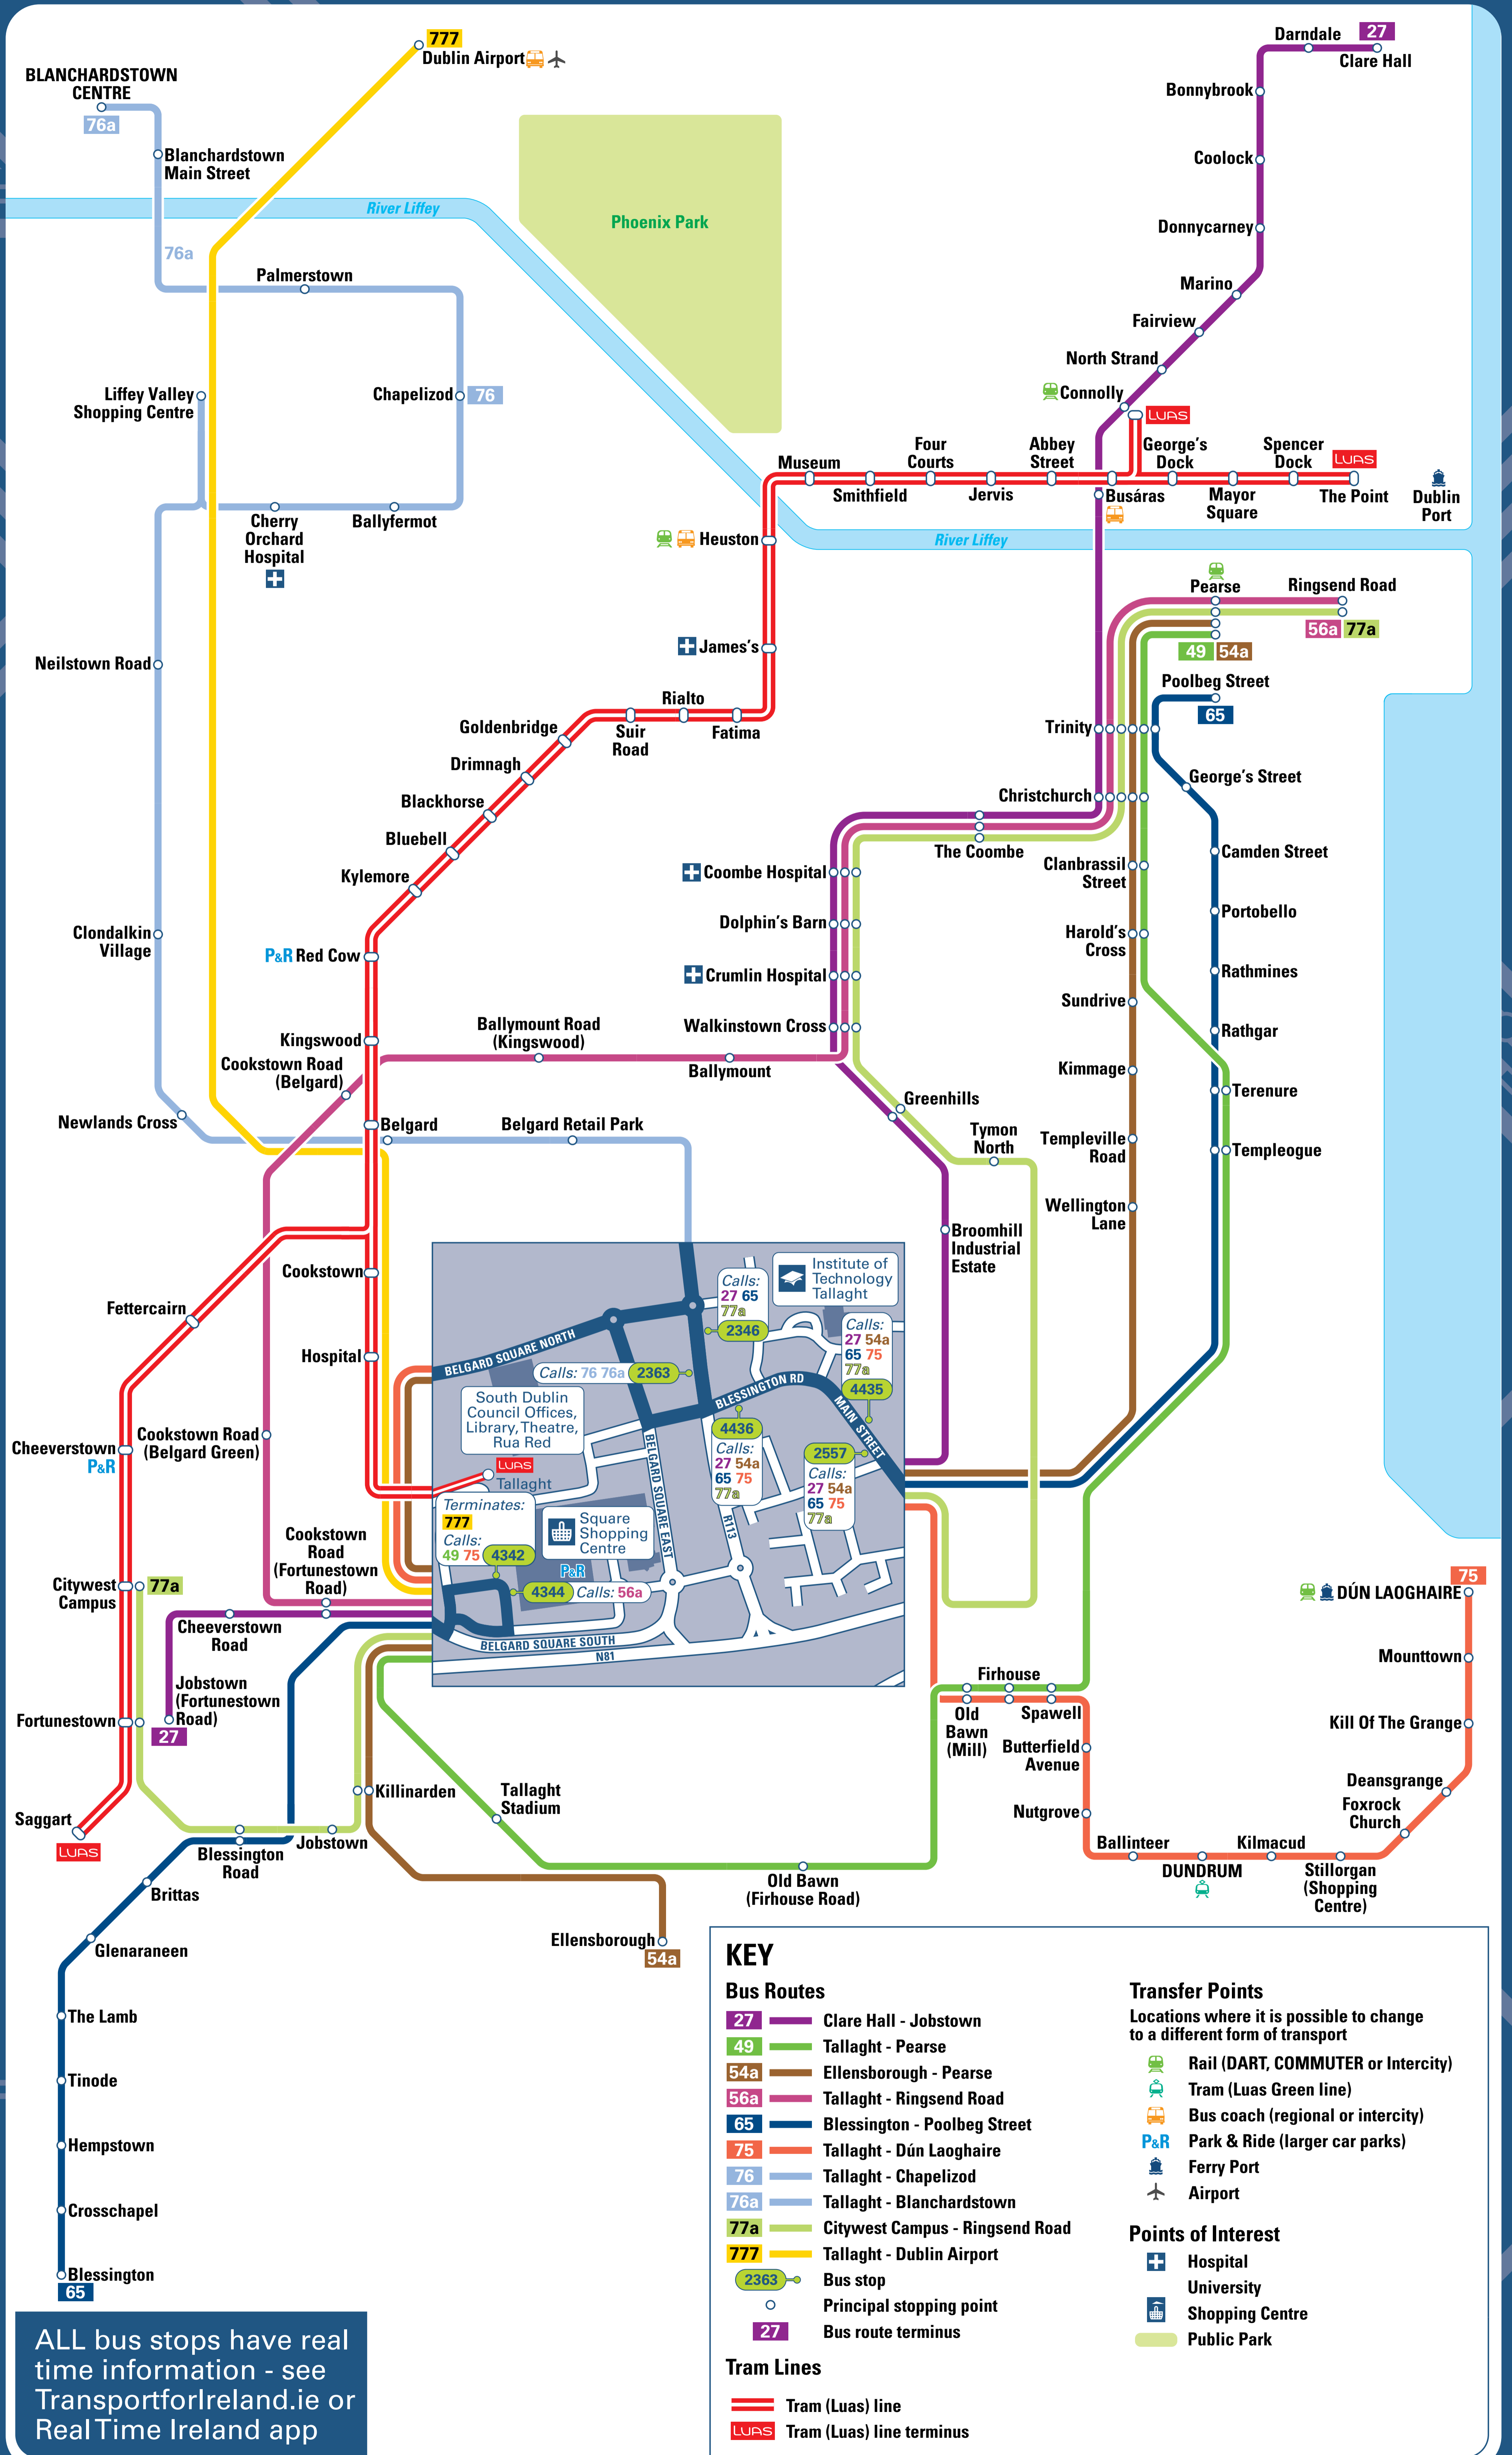 777
Dublin Airport
BLANCHARDSTOWN
CENTRE
76a
Blanchardstown
Main Street
River Liffey
76a
Palmerstown
Phoenix Park
Darndale
27
Clare Hall
Bonnybrook
Coolock
Donnycarney
Marino
Fairview
North Strand
Connolly
LUAS
Liffey Valley
Shopping Centre
Chapelizod
76
Museum
Smithfield
Four
Courts
Jervis
Abbey
Street
Busáras
George's
Dock
Mayor
Square
Spencer
Dock
LUAS
The Point
Dublin
Port
Cherry
Orchard
Hospital
Ballyfermot
Heuston
River Liffey
Pearse
Ringsend Road
56a
77a
49
54a
James's
Neilstown Road
Poolbeg Street
65
Rialto
Goldenbridge
Suir
Road
Fatima
Trinity
Drimnagh
George's Street
Blackhorse
Christchurch
Bluebell
The Coombe
Camden Street
Kylemore
Coombe Hospital
Clanbrassil
Street
Dolphin's Barn
Portobello
Clondalkin
Village
Harold's
Cross
P&R Red Cow
Crumlin Hospital
Rathmines
Sundrive
Kingswood
Ballymount Road
(Kingswood)
Walkinstown Cross
Rathgar
Cookstown Road
(Belgard)
Ballymount
Kimmage
Terenure
Greenhills
Newlands Cross
Belgard
Belgard Retail Park
Tymon
North
Templeville
Road
Templeogue
Wellington
Lane
Broomhill
Industrial
Estate
Cookstown
Fettercairn
Hospital
Calls:
27 65
77a
2346
Institute of
Technology
Tallaght
Calls:
27 54a
65 75
77a
4435
BELGARD SQUARE NORTH
Calls: 76 76a
2363
BLESSINGTON RD
MAIN STREET
South Dublin
Council Offices,
Library, Theatre,
Rua Red
4436
Calls:
27 54a
65 75
77a
2557
Calls:
27 54a
65 75
77a
BELGARD SQUARE EAST
LUAS
Tallaght
Terminates:
777
Calls:
49 75
4342
Square
Shopping
Centre
R113
P&R
4344
Calls: 56a
BELGARD SQUARE SOUTH
N81
Cheeverstown
P&R
Cookstown Road
(Belgard Green)
Cookstown
Road
(Fortunestown
Road)
Citywest
Campus
77a
Cheeverstown
Road
Jobstown
(Fortunestown
Road)
27
Fortunestown
75
DÚN LAOGHAIRE
Mounttown
Kill Of The Grange
Deansgrange
Foxrock
Church
Firhouse
Old
Bawn
(Mill)
Spawell
Butterfield
Avenue
Nutgrove
Ballinteer
DUNDRUM
Kilmacud
Stillorgan
(Shopping
Centre)
Killinarden
Tallaght
Stadium
Saggart
LUAS
Jobstown
Blessington
Road
Old Bawn
(Firhouse Road)
Brittas
Glenaraneen
Ellensborough
54a
The Lamb
Tinode
Hempstown
Crosschapel
Blessington
65
KEY
Bus Routes
27 Clare Hall - Jobstown
49 Tallaght - Pearse
54a Ellensborough - Pearse
56a Tallaght - Ringsend Road
65 Blessington - Poolbeg Street
75 Tallaght - Dún Laoghaire
76 Tallaght - Chapelizod
76a Tallaght - Blanchardstown
77a Citywest Campus - Ringsend Road
777 Tallaght - Dublin Airport
2363 Bus stop
Principal stopping point
27 Bus route terminus
Tram Lines
Tram (Luas) line
LUAS Tram (Luas) line terminus
Transfer Points
Locations where it is possible to change
to a different form of transport
Rail (DART, COMMUTER or Intercity)
Tram (Luas Green line)
Bus coach (regional or intercity)
P&R Park & Ride (larger car parks)
Ferry Port
Airport
Points of Interest
Hospital
University
Shopping Centre
Public Park
ALL bus stops have real
time information - see
TransportforIreland.ie or
Real Time Ireland app